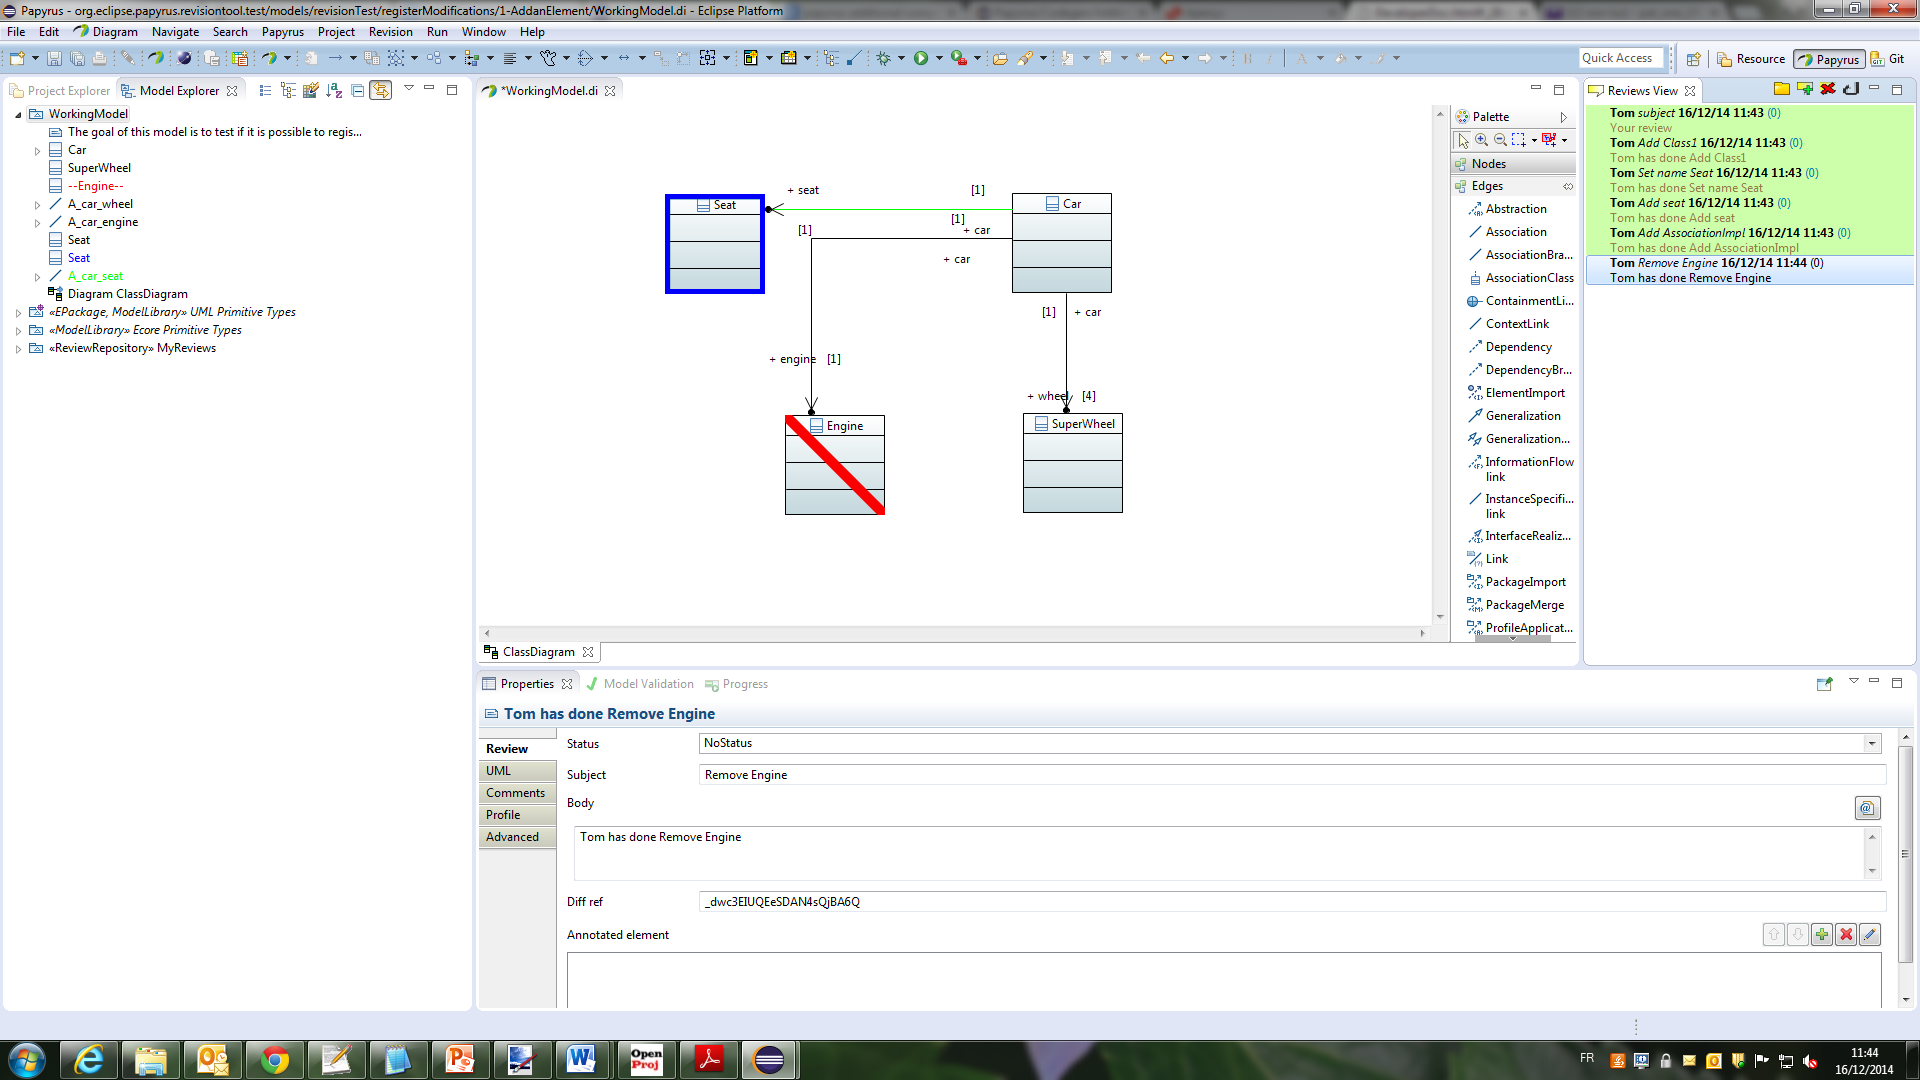 Papyrus - org.eclipse.papyrus.revisiontool.test/models/revisionTest/registerModifications/1-AddanElement/WorkingModel.di - Eclipse Platform
File Edit Diagram Navigate Search Papyrus Project Revision Run Window Help
Quick Access
Resource
Papyrus
Git
Project Explorer
Model Explorer
WorkingModel
The goal of this model is to test if it is possible to regis...
Car
SuperWheel
--Engine--
A_car_wheel
A_car_engine
Seat
Seat
A_car_seat
Diagram ClassDiagram
«EPackage, ModelLibrary» UML Primitive Types
«ModelLibrary» Ecore Primitive Types
«ReviewRepository» MyReviews
*WorkingModel.di
+ seat
[1]
Seat
Car
[1]
[1]
+ car
+ car
[1]
+ car
+ engine
[1]
+ wheel
[4]
Engine
SuperWheel
ClassDiagram
Palette
Nodes
Edges
Abstraction
Association
AssociationBra...
AssociationClass
ContainmentLi...
ContextLink
Dependency
DependencyBr...
ElementImport
Generalization
Generalization...
InformationFlow
link
InstanceSpecifi...
link
InterfaceRealiz...
Link
PackageImport
PackageMerge
ProfileApplicat...
Reviews View
Tom subject 16/12/14 11:43 (0)
Your review
Tom Add Class1 16/12/14 11:43 (0)
Tom has done Add Class1
Tom Set name Seat 16/12/14 11:43 (0)
Tom has done Set name Seat
Tom Add seat 16/12/14 11:43 (0)
Tom has done Add seat
Tom Add AssociationImpl 16/12/14 11:43 (0)
Tom has done Add AssociationImpl
Tom Remove Engine 16/12/14 11:44 (0)
Tom has done Remove Engine
Properties
Model Validation
Progress
Tom has done Remove Engine
Review
UML
Comments
Profile
Advanced
Status
NoStatus
Subject
Remove Engine
Body
Tom has done Remove Engine
Diff ref
_dwc3EIUQEeSDAN4sQjBA6Q
Annotated element
Open
Proj
FR
11:44
16/12/2014